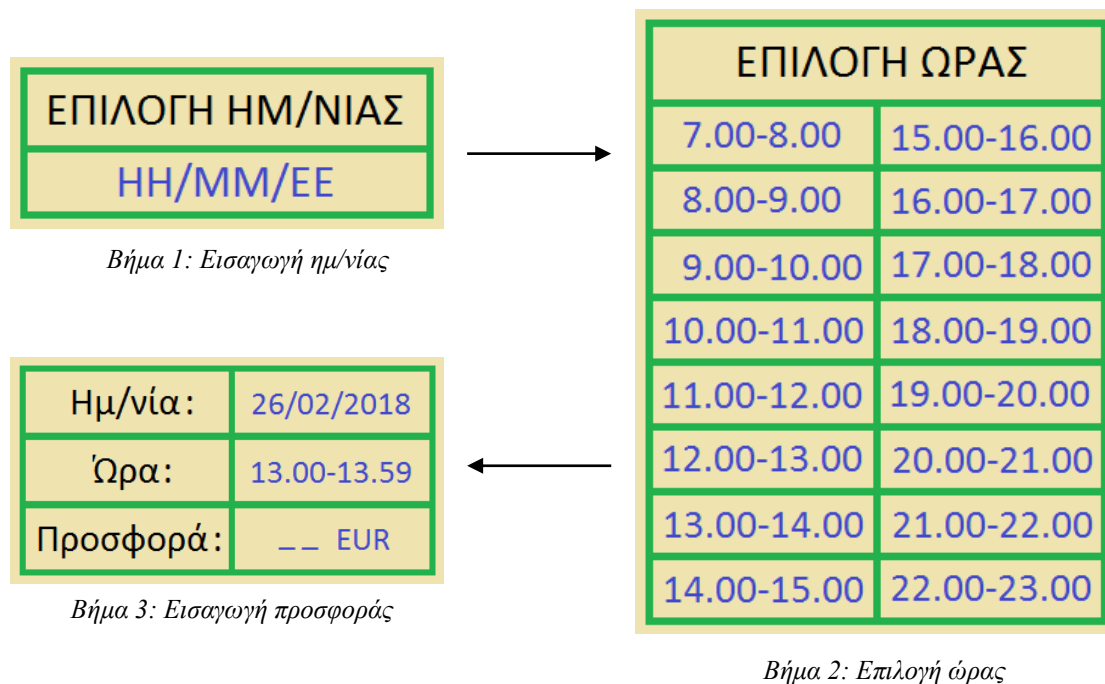 ΕΠΙΛΟΓΗ ΗΜ/ΝΙΑΣ
ΗΗ/ΜΜ/ΕΕ
Βήμα 1: Εισαγωγή ημ/νίας
ΕΠΙΛΟΓΗ ΩΡΑΣ
7.00-8.00 15.00-16.00
8.00-9.00 16.00-17.00
9.00-10.00 17.00-18.00
10.00-11.00 18.00-19.00
11.00-12.00 19.00-20.00
12.00-13.00 20.00-21.00
13.00-14.00 21.00-22.00
14.00-15.00 22.00-23.00
Βήμα 2: Επιλογή ώρας
Ημ/νία: 26/02/2018
Ώρα: 13.00-13.59
Προσφορά: _ _ EUR
Βήμα 3: Εισαγωγή προσφοράς